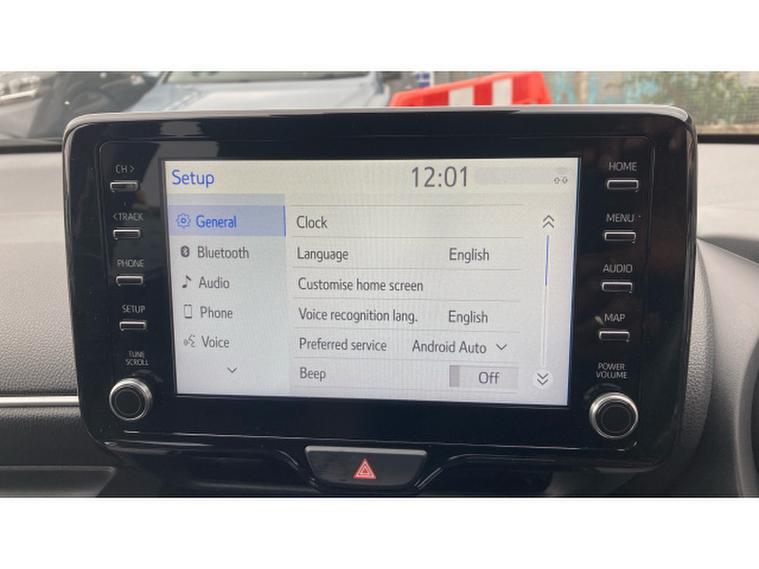 CH >
< TRACK
PHONE
SETUP
TUNE
SCROLL
Setup
12:01
General
Bluetooth
Audio
Phone
Voice
Clock
Language English
Customise home screen
Voice recognition lang. English
Preferred service Android Auto
Beep Off
HOME
MENU
AUDIO
MAP
POWER
VOLUME